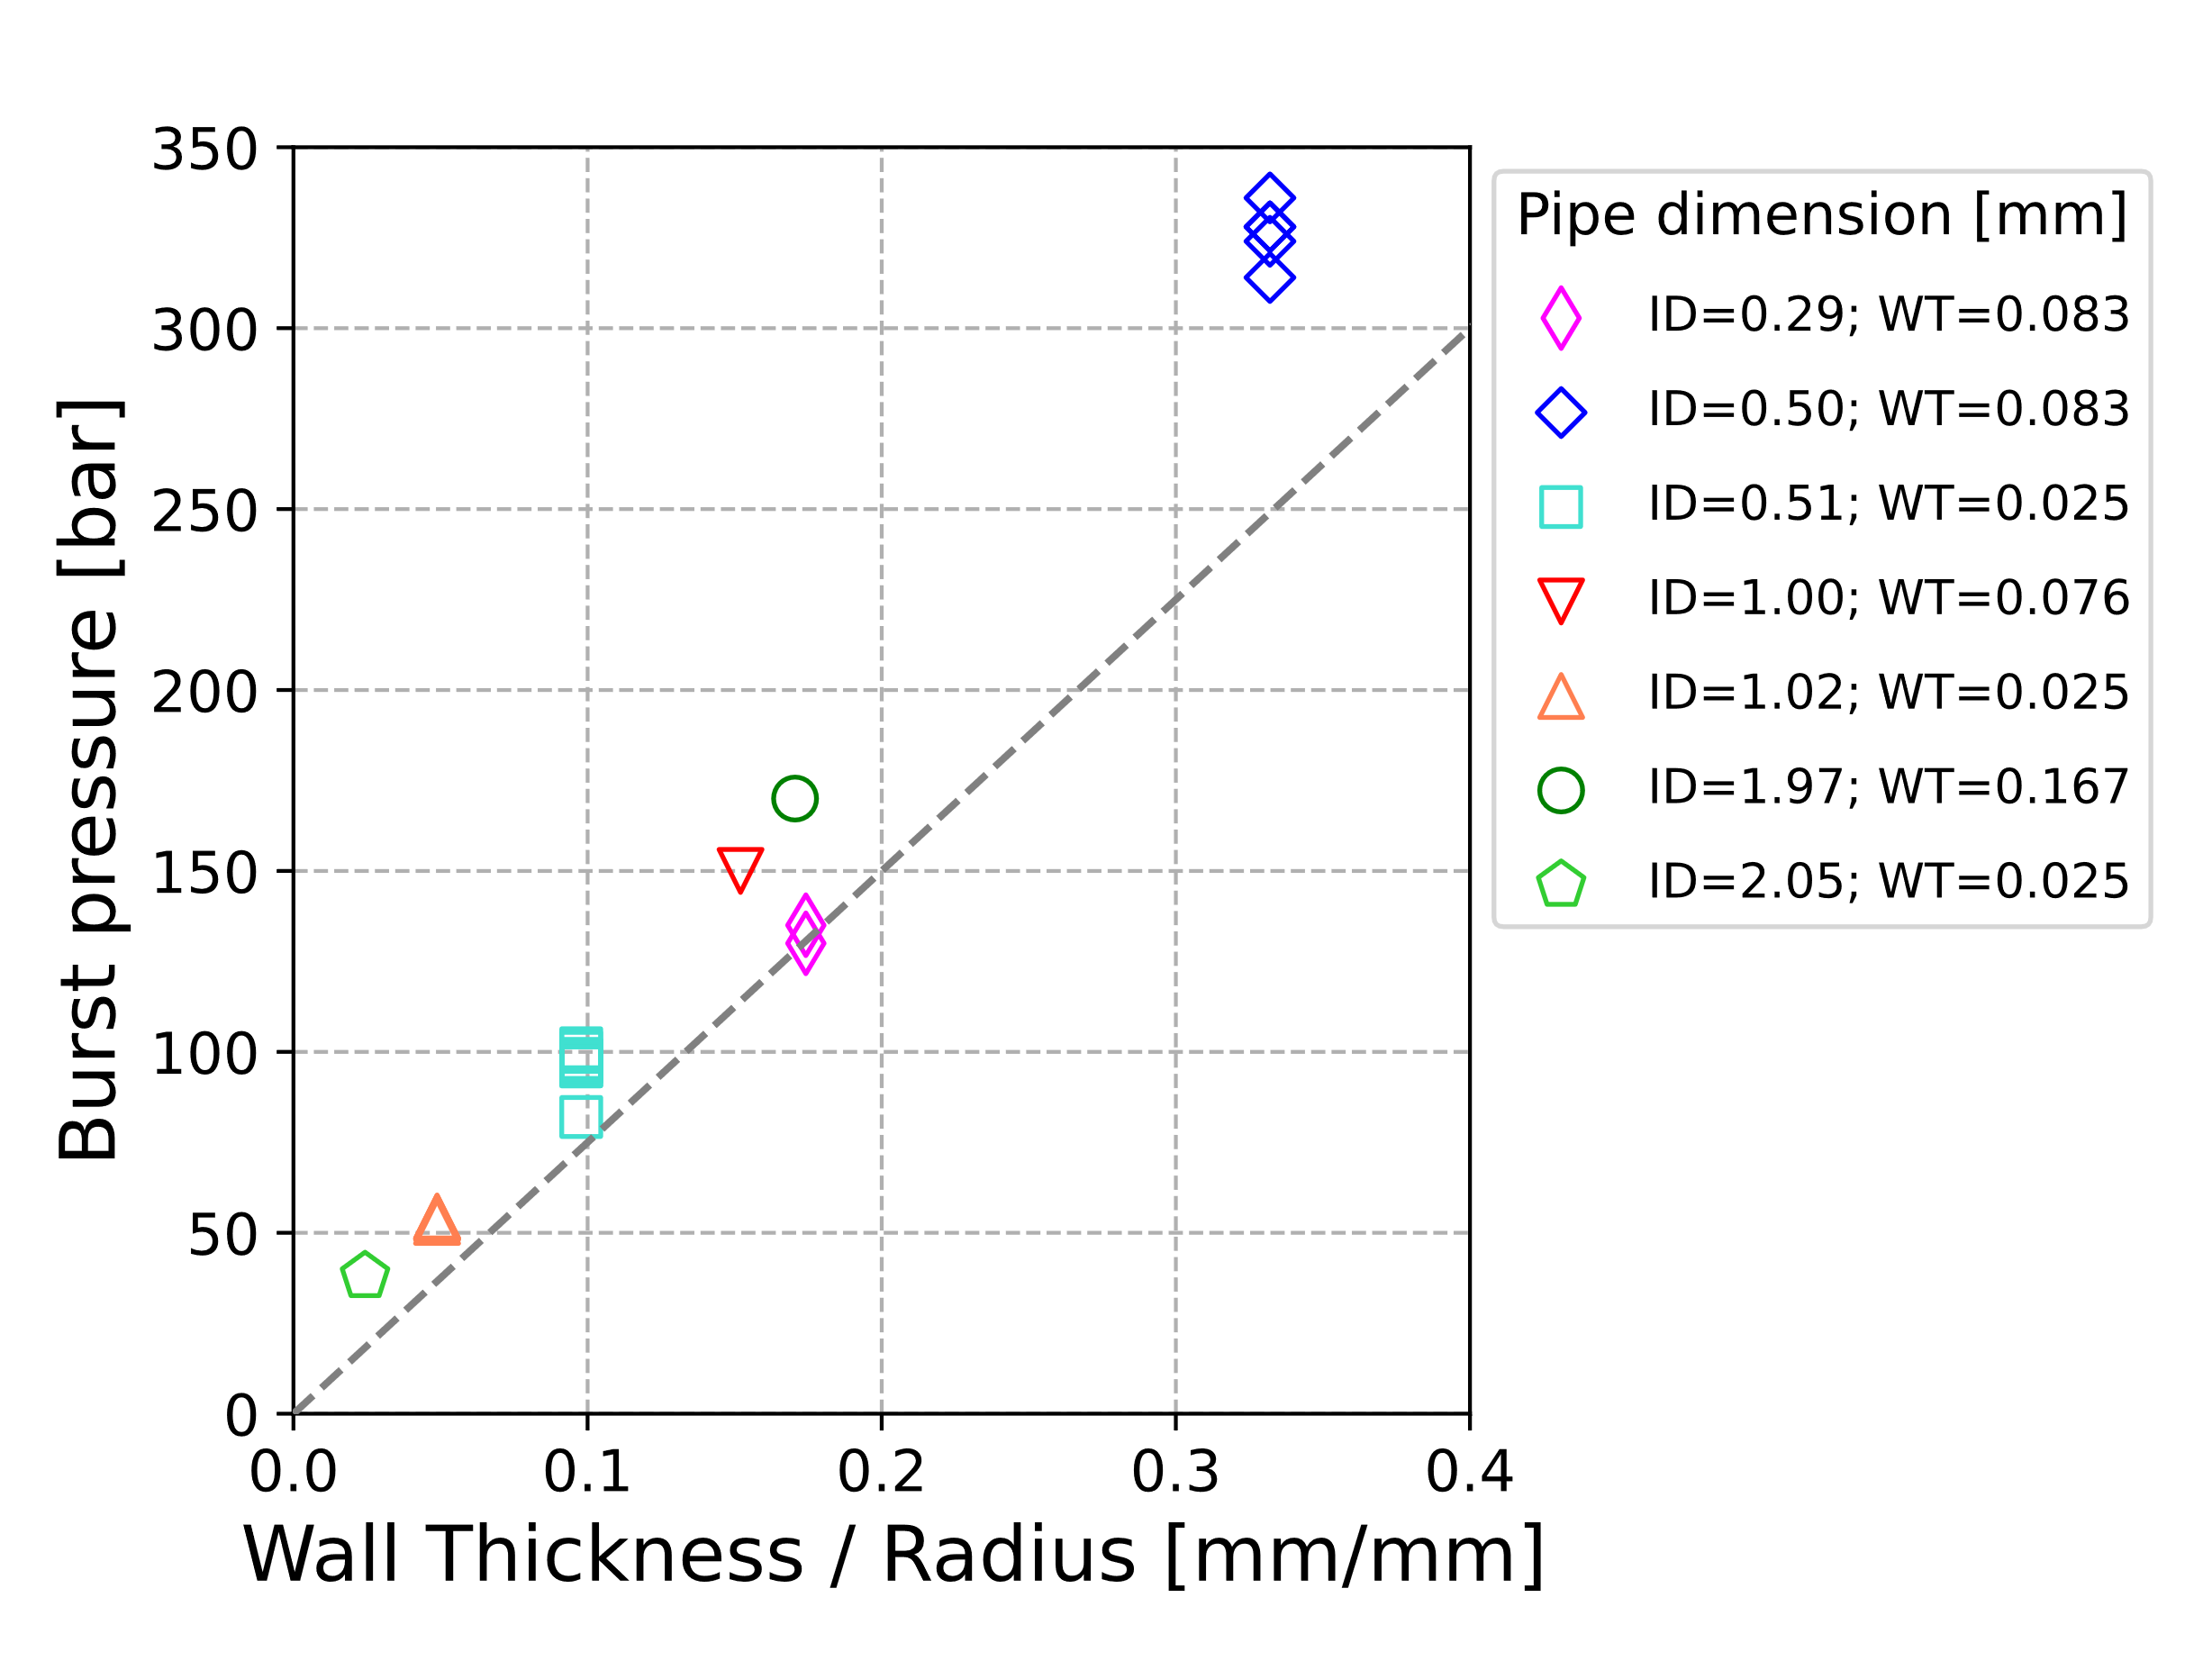 350
300
250
200
150
100
50
0
Burst pressure [bar]
0.0 0.1 0.2 0.3 0.4
Wall Thickness / Radius [mm/mm]
Pipe dimension [mm]
ID=0.29; WT=0.083
ID=0.50; WT=0.083
ID=0.51; WT=0.025
ID=1.00; WT=0.076
ID=1.02; WT=0.025
ID=1.97; WT=0.167
ID=2.05; WT=0.025